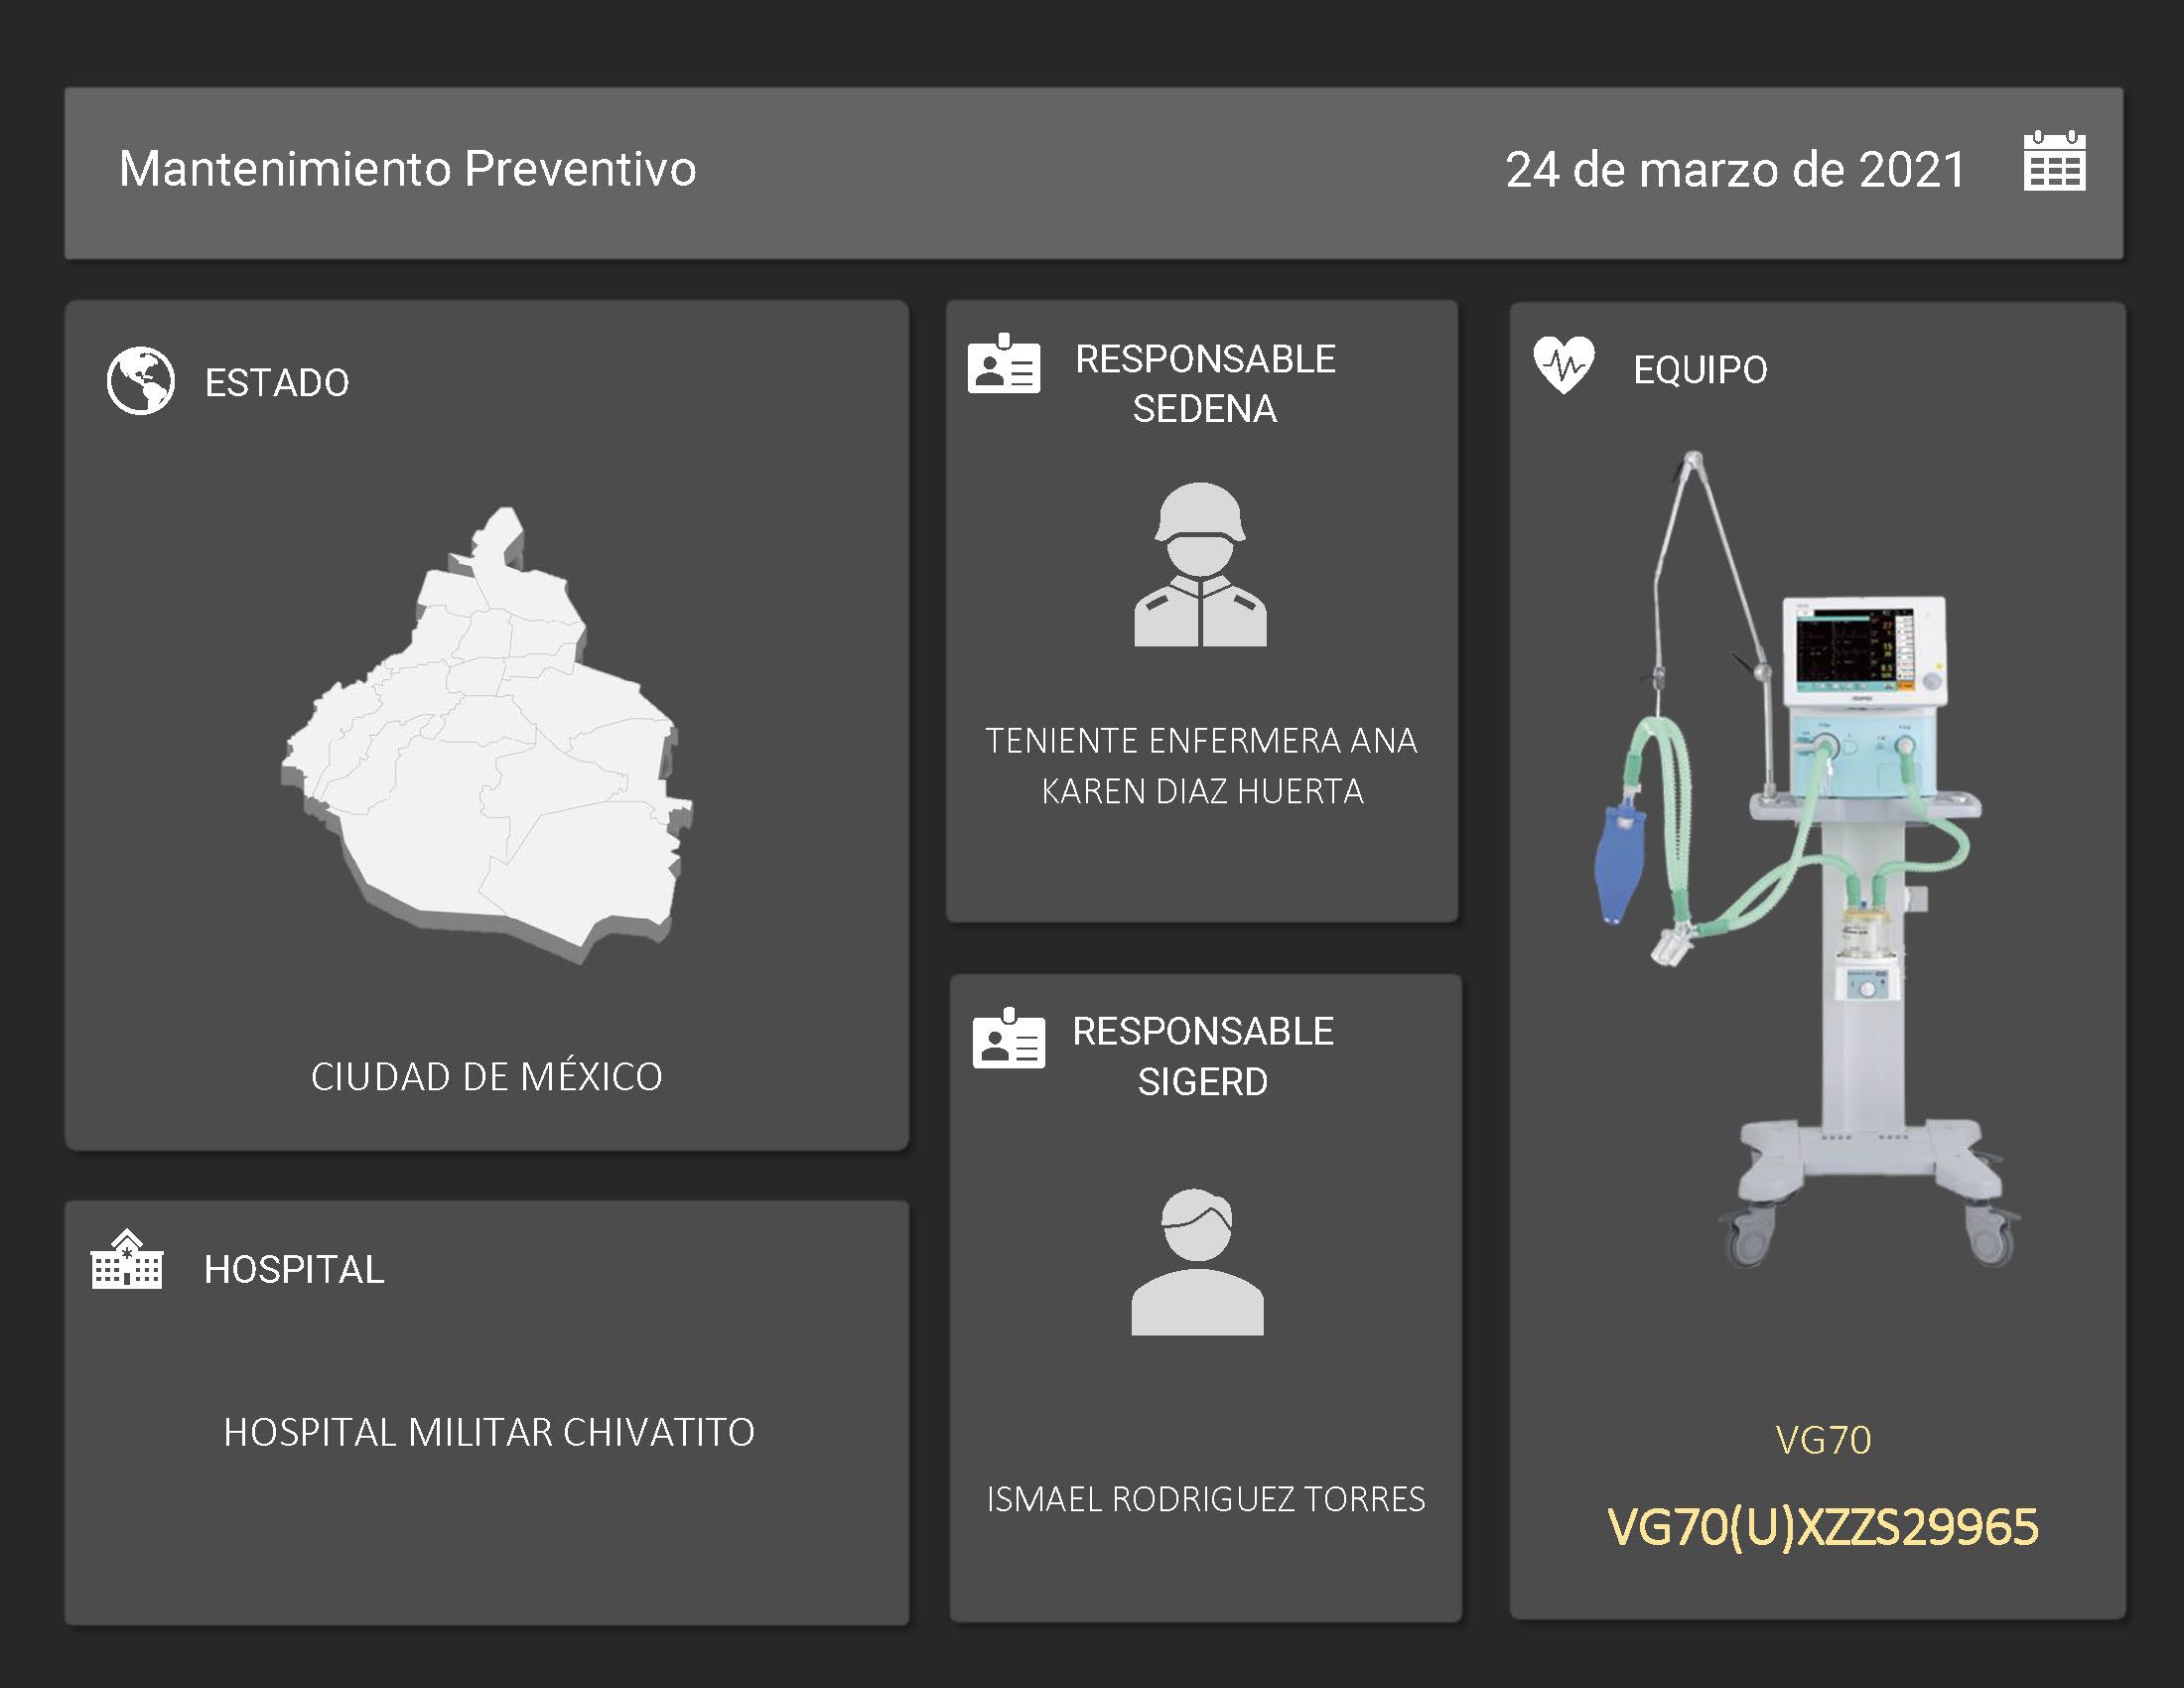 Mantenimiento Preventivo
24 de marzo de 2021
ESTADO
CIUDAD DE MÉXICO
HOSPITAL
HOSPITAL MILITAR CHIVATITO
RESPONSABLE
SEDENA
TENIENTE ENFERMERA ANA
KAREN DIAZ HUERTA
RESPONSABLE
SIGERD
ISMAEL RODRIGUEZ TORRES
EQUIPO
VG70
VG70(U)XZZS29965